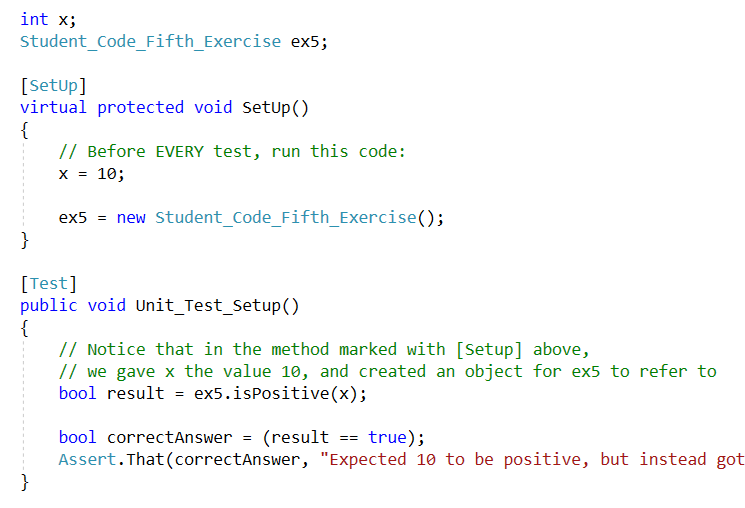 int x;
Student_Code_Fifth_Exercise ex5;
[SetUp]
virtual protected void SetUp()
{
// Before EVERY test, run this code:
x = 10;
ex5 = new Student_Code_Fifth_Exercise();
}
[Test]
public void Unit_Test_Setup()
{
// Notice that in the method marked with [Setup] above,
// we gave x the value 10, and created an object for ex5 to refer to
bool result = ex5.isPositive(x);
bool correctAnswer = (result == true);
Assert.That(correctAnswer, "Expected 10 to be positive, but instead got
}